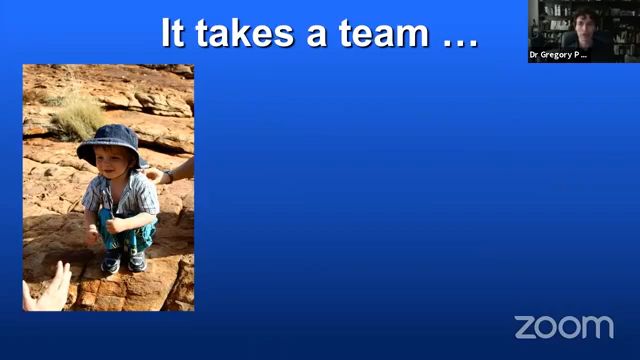 It takes a team …
Dr Gregory P ...
zoom